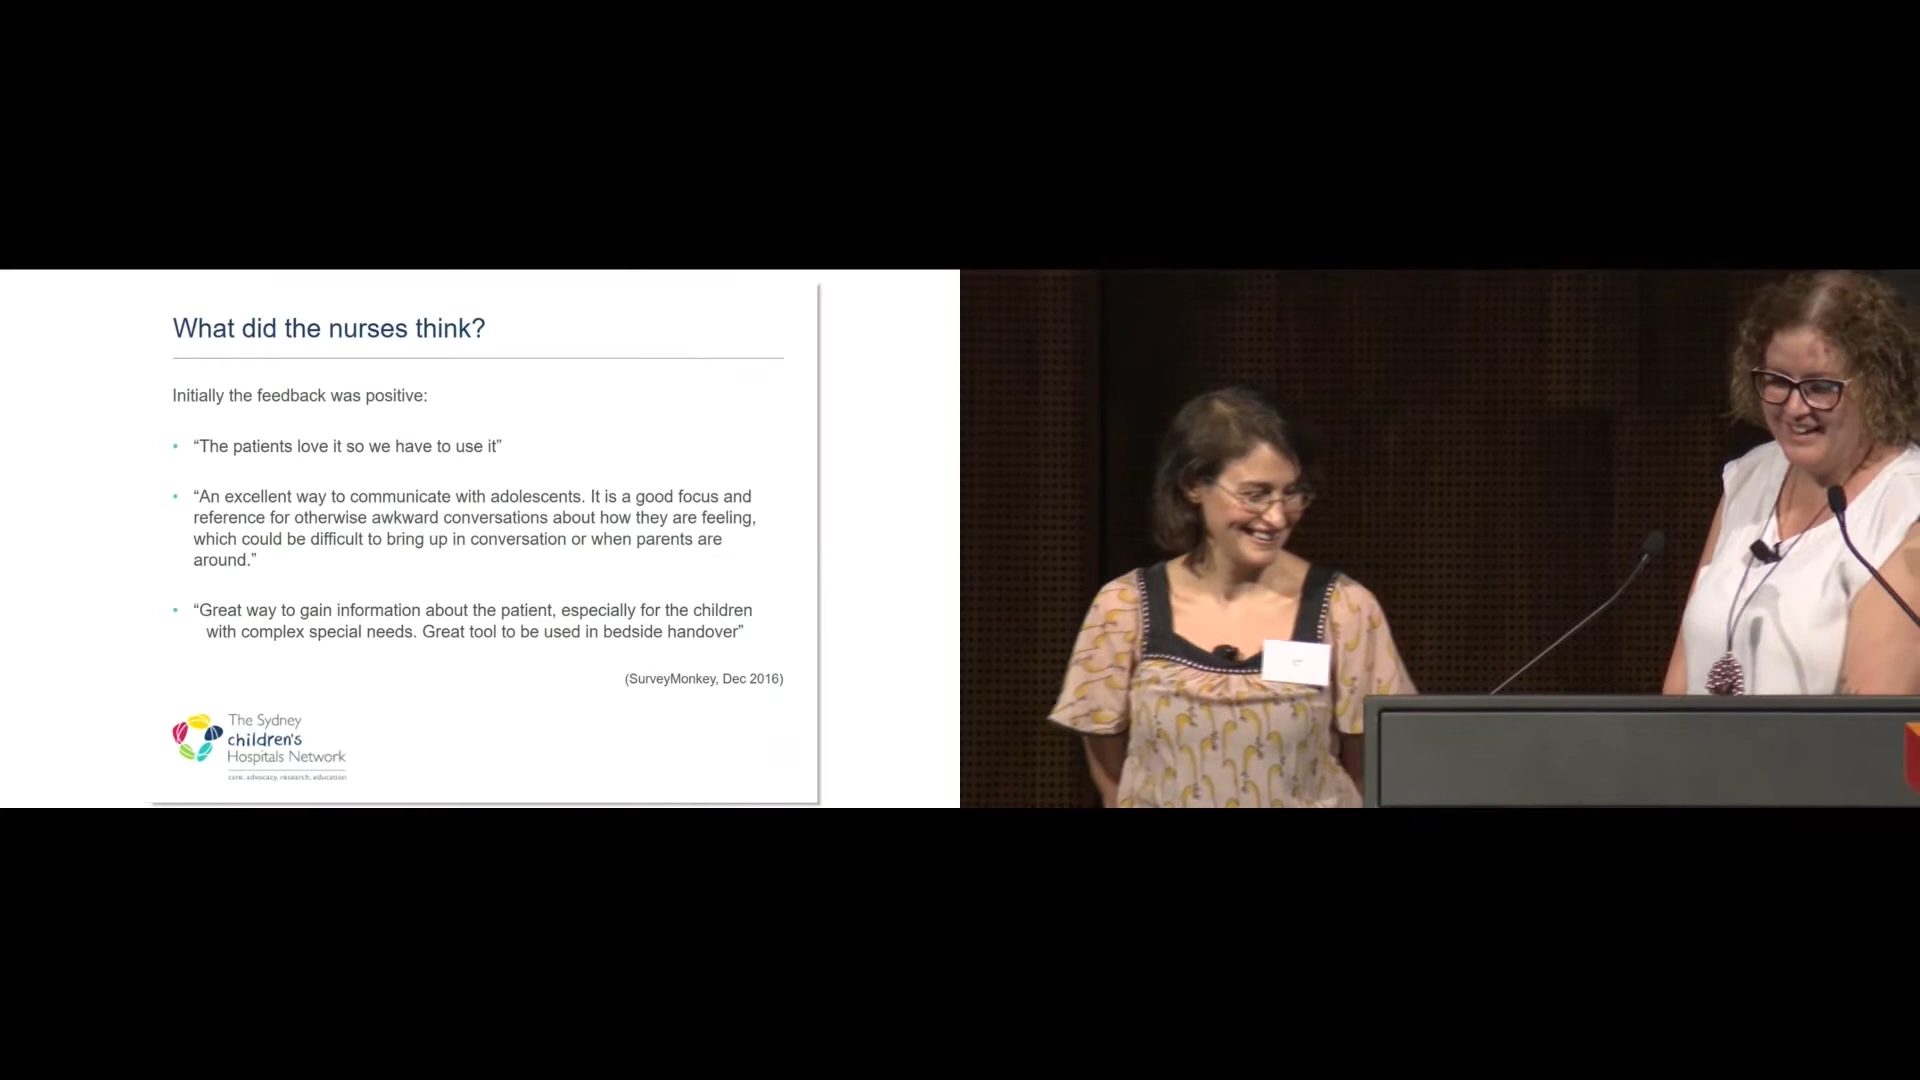 What did the nurses think?
Initially the feedback was positive:
• “The patients love it so we have to use it”
• “An excellent way to communicate with adolescents. It is a good focus and
reference for otherwise awkward conversations about how they are feeling,
which could be difficult to bring up in conversation or when parents are
around.”
• “Great way to gain information about the patient, especially for the children
with complex special needs. Great tool to be used in bedside handover”
(SurveyMonkey, Dec 2016)
The Sydney
children's
Hospitals Network
care, advocacy, research, education